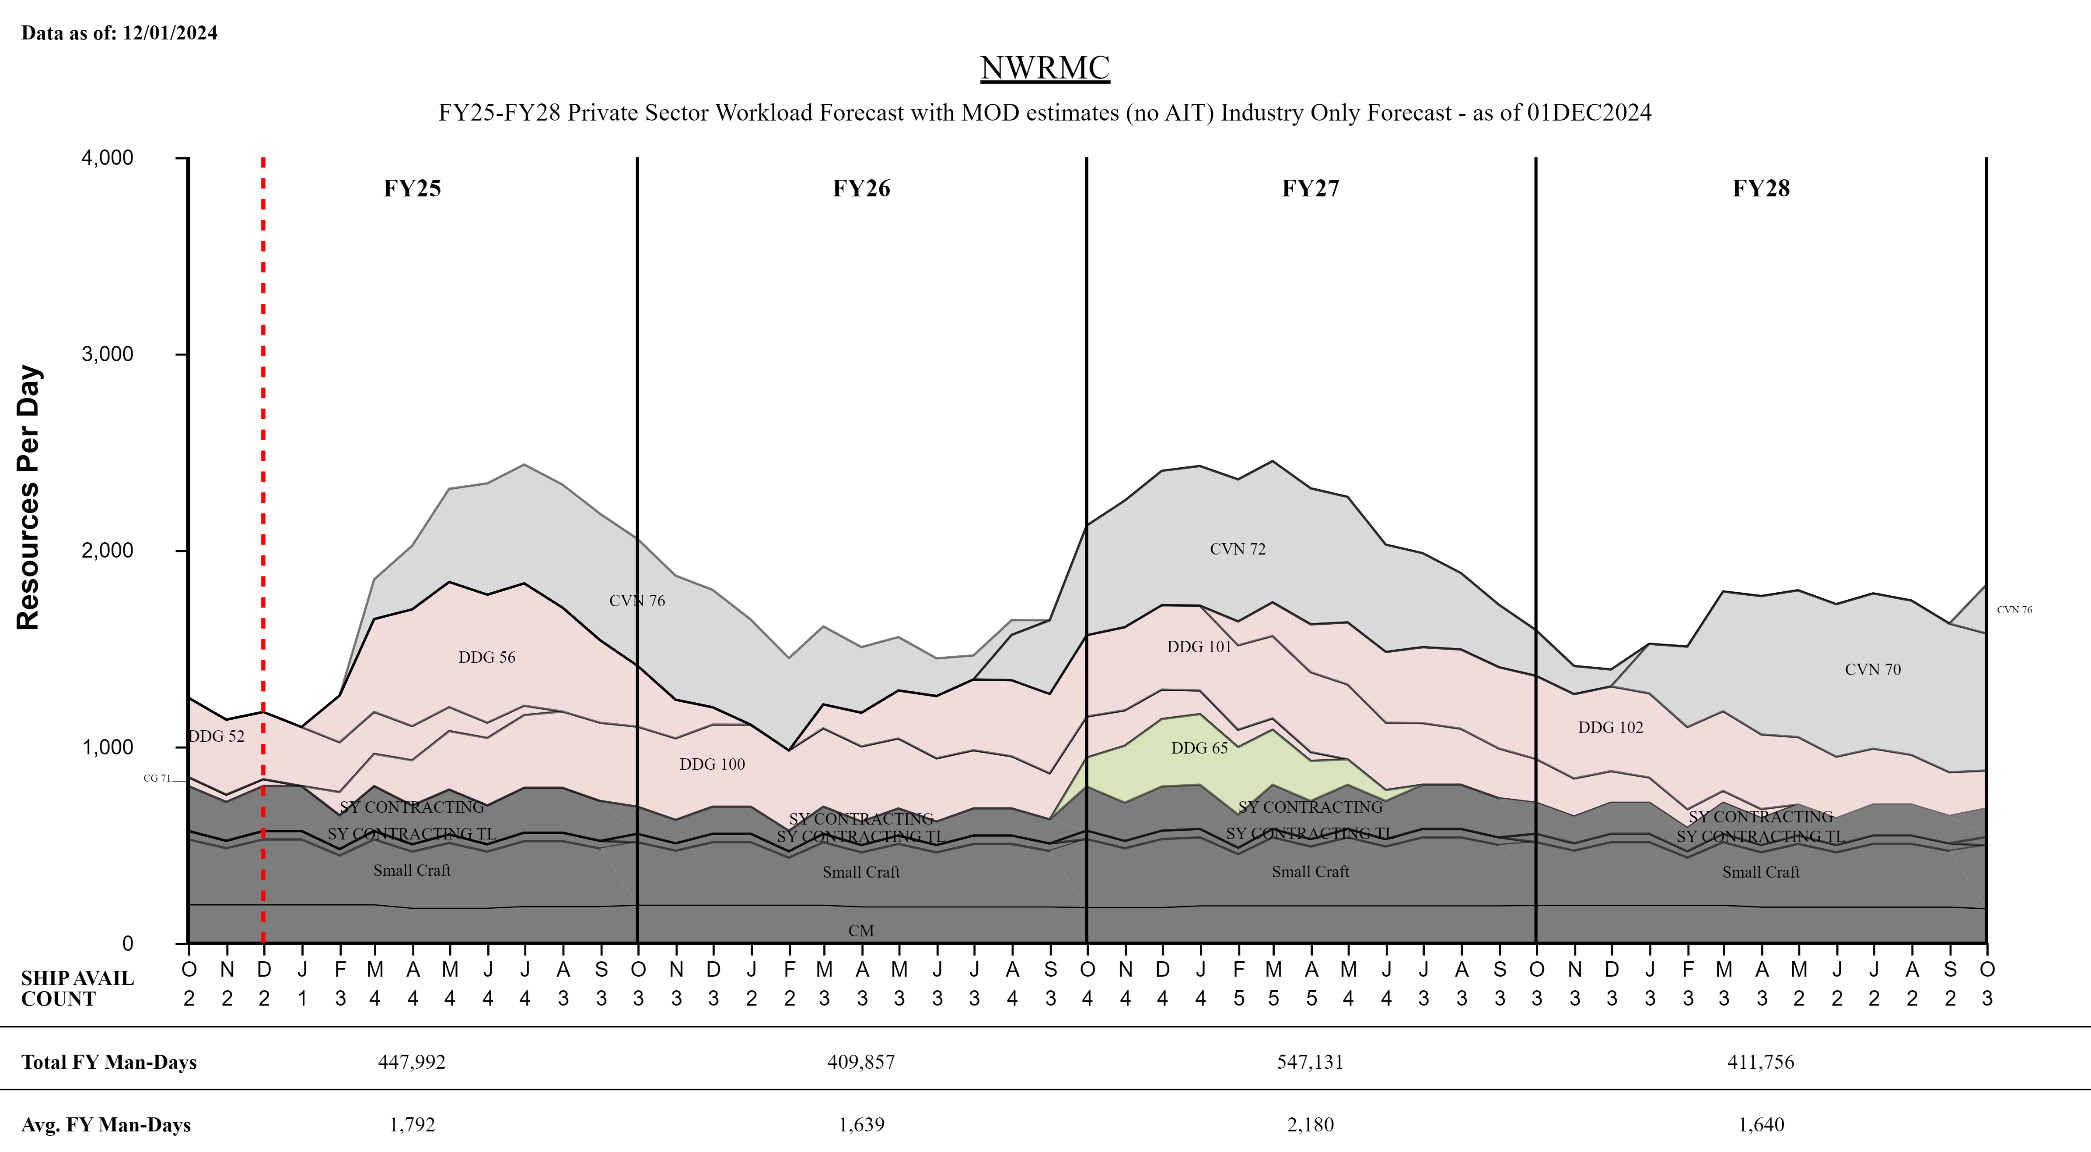 Data as of: 12/01/2024
NWRMC
FY25-FY28 Private Sector Workload Forecast with MOD estimates (no AIT) Industry Only Forecast - as of 01DEC2024
Resources Per Day
4,000
3,000
2,000
1,000
0
FY25
FY26
FY27
FY28
CVN 72
CVN 76
CVN 76
DDG 56
DDG 101
CVN 70
DDG 102
DDG 52
DDG 65
DDG 100
CG 71
SY CONTRACTING
SY CONTRACTING
SY CONTRACTING
SY CONTRACTING
SY CONTRACTING TL
SY CONTRACTING TL
SY CONTRACTING TL
SY CONTRACTING TL
Small Craft
Small Craft
Small Craft
Small Craft
CM
O N D J F M A M J J A S O N D J F M A M J J A S O N D J F M A M J J A S O N D J F M A M J J A S O
SHIP AVAIL
COUNT
2 2 2 1 3 4 4 4 4 4 3 3 3 3 3 2 2 3 3 3 3 3 4 3 4 4 4 4 5 5 5 4 4 3 3 3 3 3 3 3 3 3 3 2 2 2 2 2 3
Total FY Man-Days 447,992 409,857 547,131 411,756
Avg. FY Man-Days 1,792 1,639 2,180 1,640